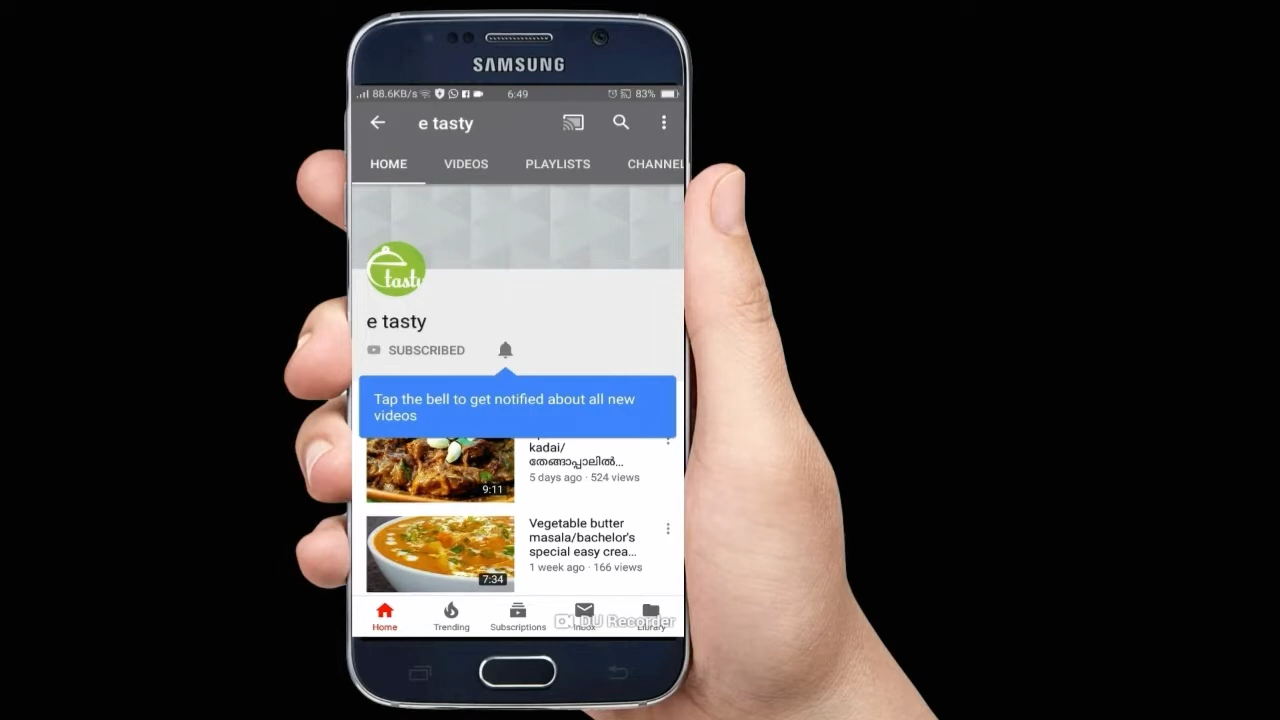 SAMSUNG
88.6KB/s 6:49 83%
e tasty
HOME VIDEOS PLAYLISTS CHANNEL
e tasty
e tasty
SUBSCRIBED
Tap the bell to get notified about all new
videos
kadai/
തേങ്ങാപ്പാലിൽ...
5 days ago · 524 views
9:11
Vegetable butter
masala/bachelor's
special easy crea...
1 week ago · 166 views
7:34
Home Trending Subscriptions Inbox Library
DU Recorder